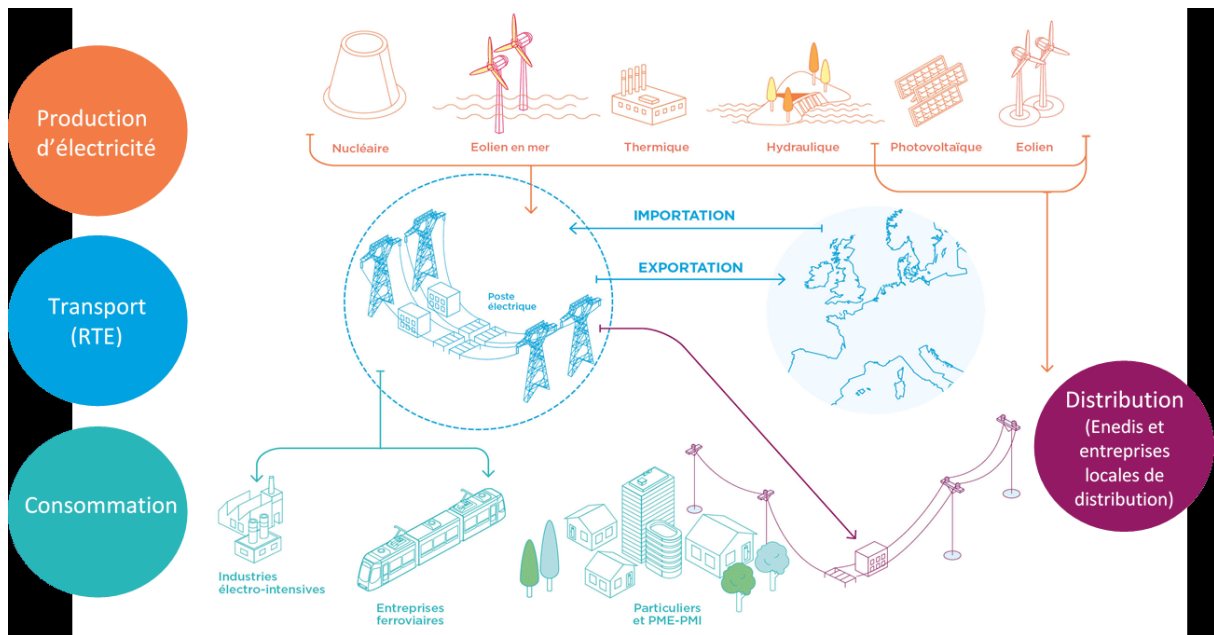 Production
d’électricité
Nucléaire
Eolien en mer
Thermique
Hydraulique
Photovoltaïque
Eolien
Transport
(RTE)
IMPORTATION
EXPORTATION
Poste
électrique
Distribution
(Enedis et
entreprises
locales de
distribution)
Consommation
Industries
électro-intensives
Entreprises
ferroviaires
Particuliers
et PME-PMI